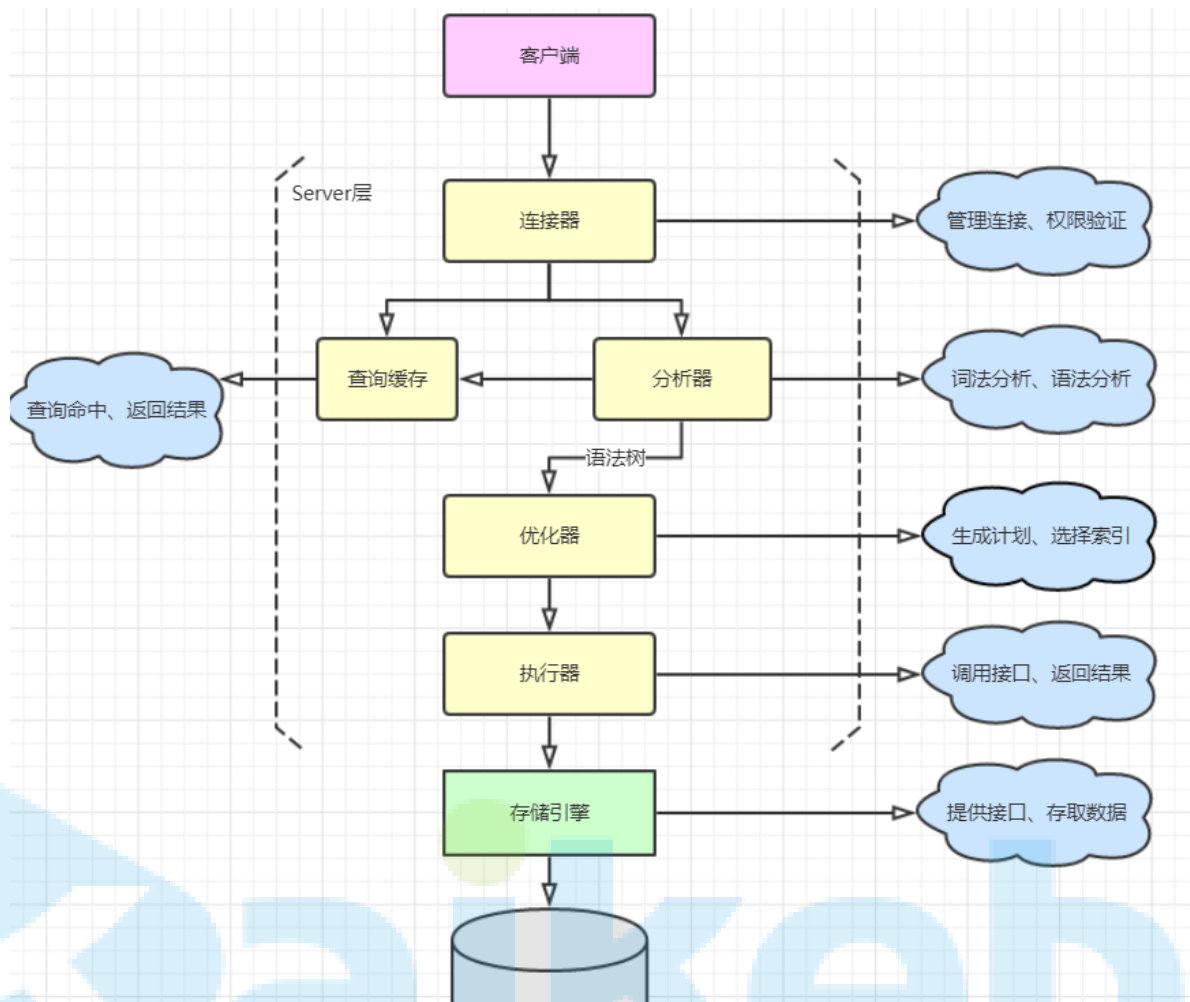 客户端
Server层
连接器
管理连接、权限验证
查询缓存
分析器
词法分析、语法分析
查询命中、返回结果
语法树
优化器
生成计划、选择索引
执行器
调用接口、返回结果
存储引擎
提供接口、存取数据